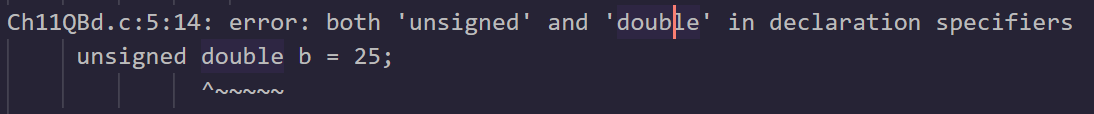 Ch11QBd.c:5:14: error: both 'unsigned' and 'double' in declaration specifiers
unsigned double b = 25;
^~~~~~